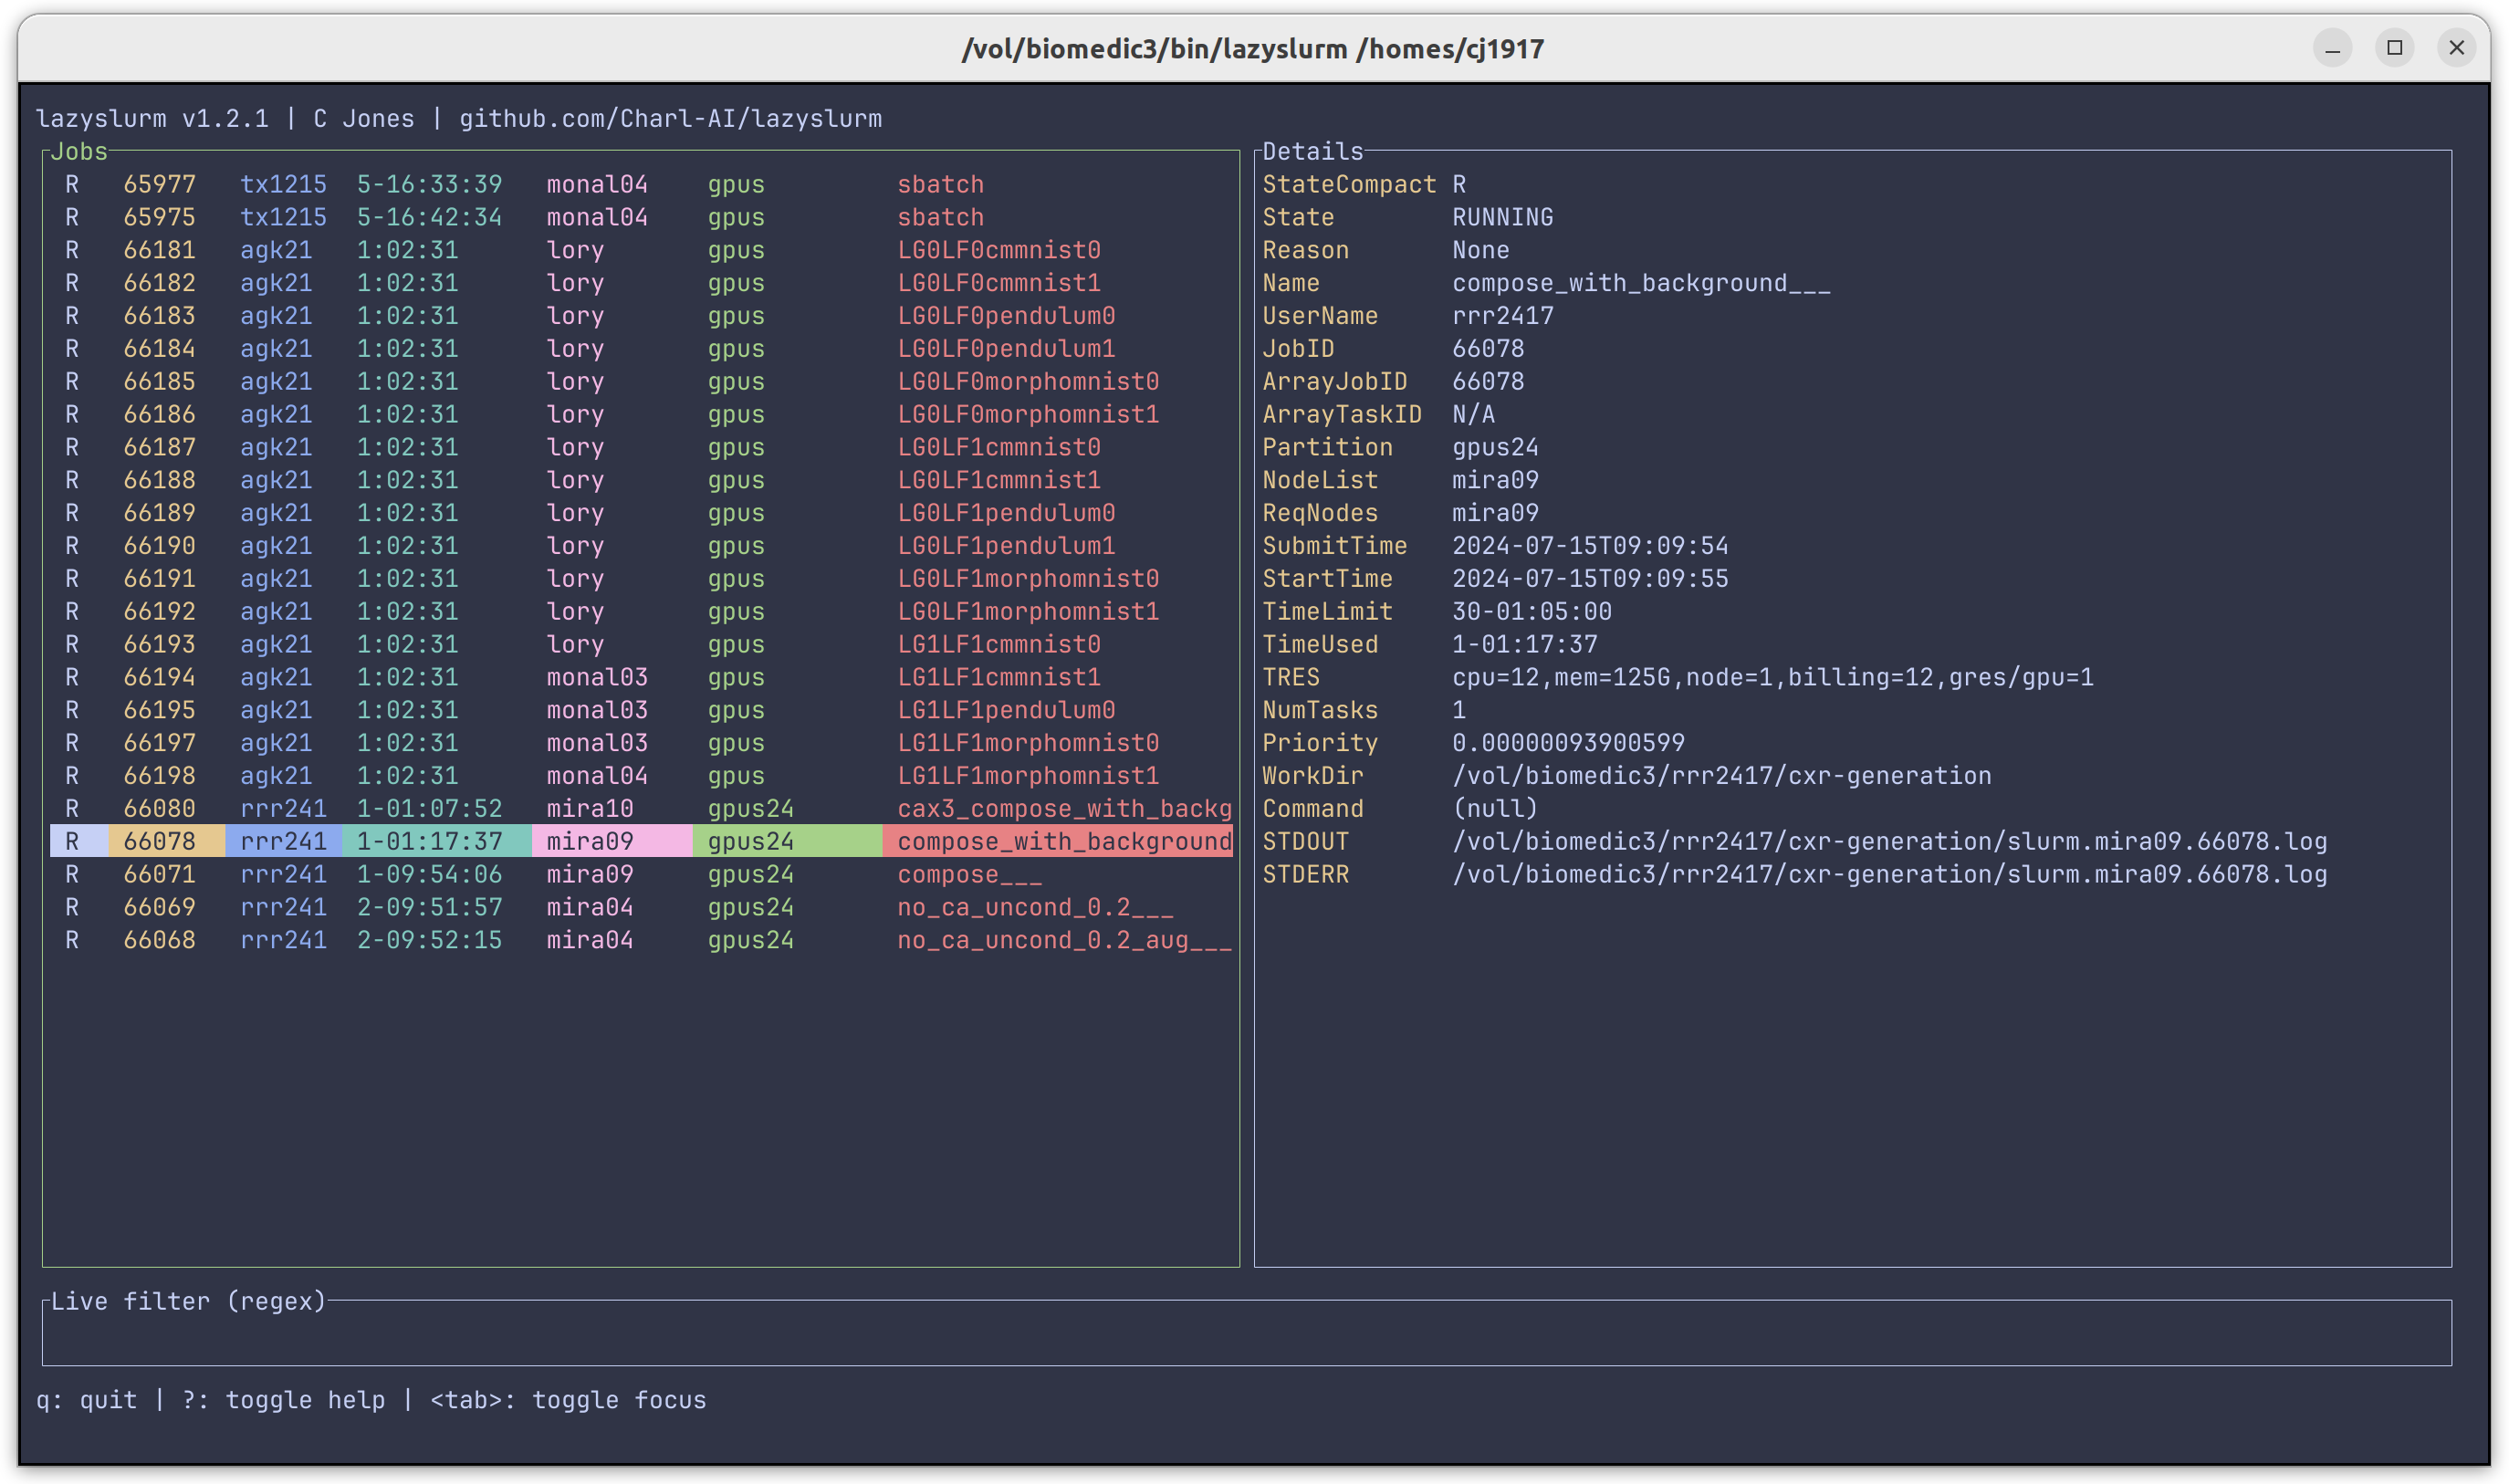 /vol/biomedic3/bin/lazyslurm /homes/cj1917
lazyslurm v1.2.1 | C Jones | github.com/Charl-AI/lazyslurm
Jobs
R 65977 tx1215 5-16:33:39 monal04 gpus sbatch
R 65975 tx1215 5-16:42:34 monal04 gpus sbatch
R 66181 agk21 1:02:31 lory gpus LG0LF0cmmnist0
R 66182 agk21 1:02:31 lory gpus LG0LF0cmmnist1
R 66183 agk21 1:02:31 lory gpus LG0LF0pendulum0
R 66184 agk21 1:02:31 lory gpus LG0LF0pendulum1
R 66185 agk21 1:02:31 lory gpus LG0LF0morphomnist0
R 66186 agk21 1:02:31 lory gpus LG0LF0morphomnist1
R 66187 agk21 1:02:31 lory gpus LG0LF1cmmnist0
R 66188 agk21 1:02:31 lory gpus LG0LF1cmmnist1
R 66189 agk21 1:02:31 lory gpus LG0LF1pendulum0
R 66190 agk21 1:02:31 lory gpus LG0LF1pendulum1
R 66191 agk21 1:02:31 lory gpus LG0LF1morphomnist0
R 66192 agk21 1:02:31 lory gpus LG0LF1morphomnist1
R 66193 agk21 1:02:31 lory gpus LG1LF1cmmnist0
R 66194 agk21 1:02:31 monal03 gpus LG1LF1cmmnist1
R 66195 agk21 1:02:31 monal03 gpus LG1LF1pendulum0
R 66197 agk21 1:02:31 monal03 gpus LG1LF1morphomnist0
R 66198 agk21 1:02:31 monal04 gpus LG1LF1morphomnist1
R 66080 rrr241 1-01:07:52 mira10 gpus24 cax3_compose_with_backg
R 66078 rrr241 1-01:17:37 mira09 gpus24 compose_with_background
R 66071 rrr241 1-09:54:06 mira09 gpus24 compose___
R 66069 rrr241 2-09:51:57 mira04 gpus24 no_ca_uncond_0.2___
R 66068 rrr241 2-09:52:15 mira04 gpus24 no_ca_uncond_0.2_aug___
Details
StateCompact R
State RUNNING
Reason None
Name compose_with_background___
UserName rrr2417
JobID 66078
ArrayJobID 66078
ArrayTaskID N/A
Partition gpus24
NodeList mira09
ReqNodes mira09
SubmitTime 2024-07-15T09:09:54
StartTime 2024-07-15T09:09:55
TimeLimit 30-01:05:00
TimeUsed 1-01:17:37
TRES cpu=12,mem=125G,node=1,billing=12,gres/gpu=1
NumTasks 1
Priority 0.00000093900599
WorkDir /vol/biomedic3/rrr2417/cxr-generation
Command (null)
STDOUT /vol/biomedic3/rrr2417/cxr-generation/slurm.mira09.66078.log
STDERR /vol/biomedic3/rrr2417/cxr-generation/slurm.mira09.66078.log
Live filter (regex)
q: quit | ?: toggle help | <tab>: toggle focus